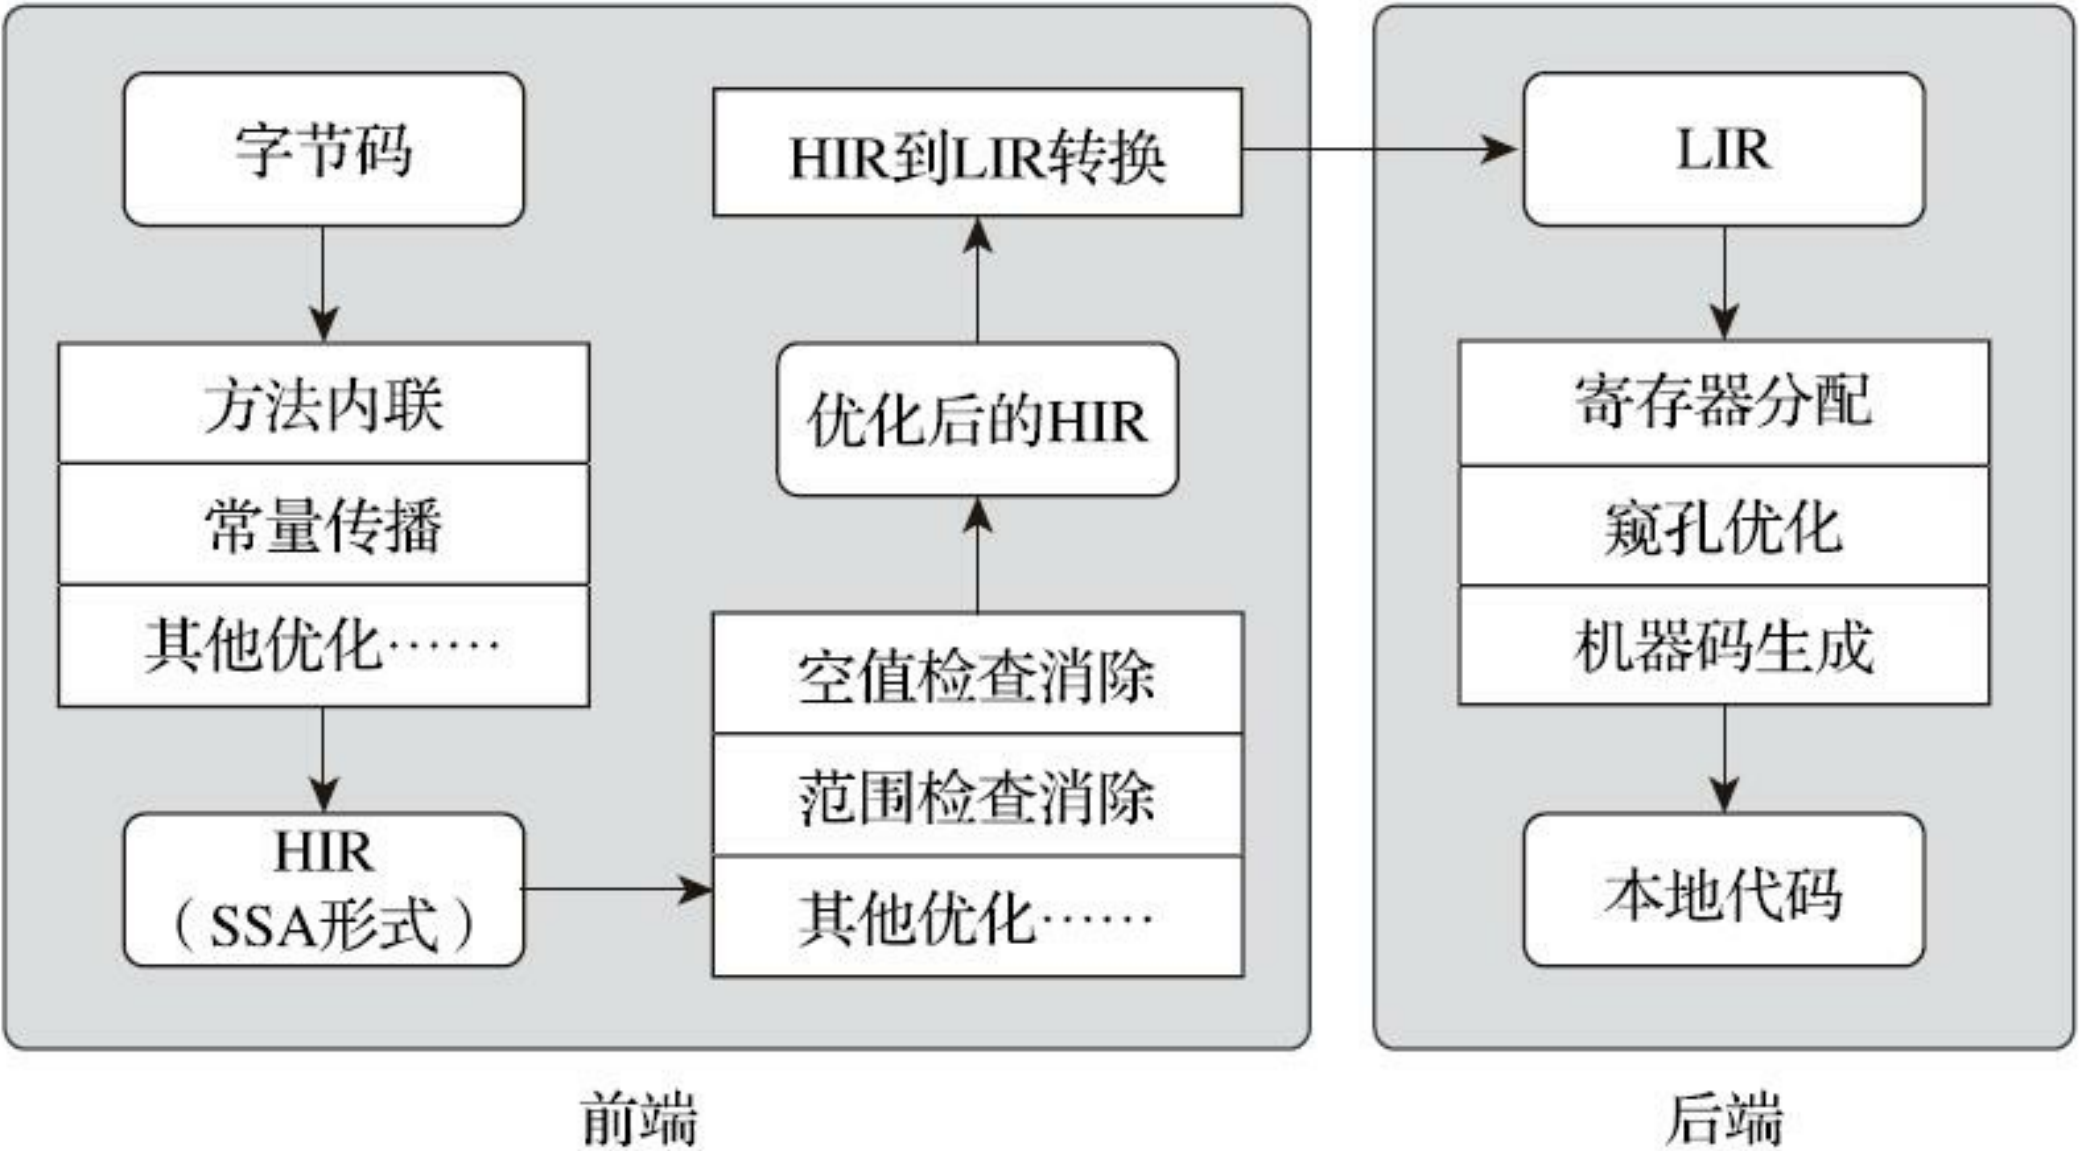 字节码
方法内联
常量传播
其他优化……
HIR
（SSA形式）
空值检查消除
范围检查消除
其他优化……
优化后的HIR
HIR到LIR转换
LIR
寄存器分配
窥孔优化
机器码生成
本地代码
前端
后端